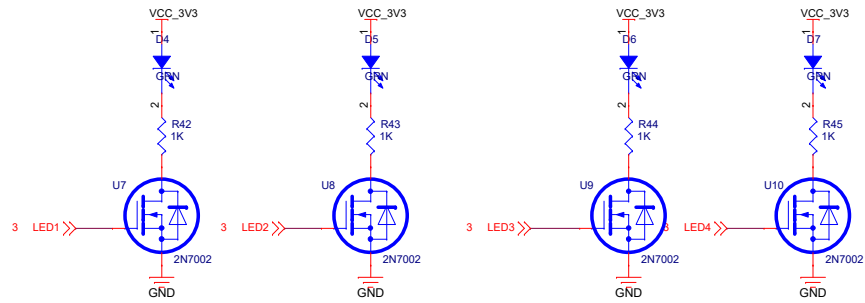 VCC_3V3 VCC_3V3 VCC_3V3 VCC_3V3
1 1 1 1
D4 D5 D6 D7
GRN GRN GRN GRN
2 2 2 2
R42 R43 R44 R45
1K 1K 1K 1K
U7 U8 U9 U10
3 LED1 3 LED2 3 LED3 3 LED4
2N7002 2N7002 2N7002 2N7002
GND GND GND GND